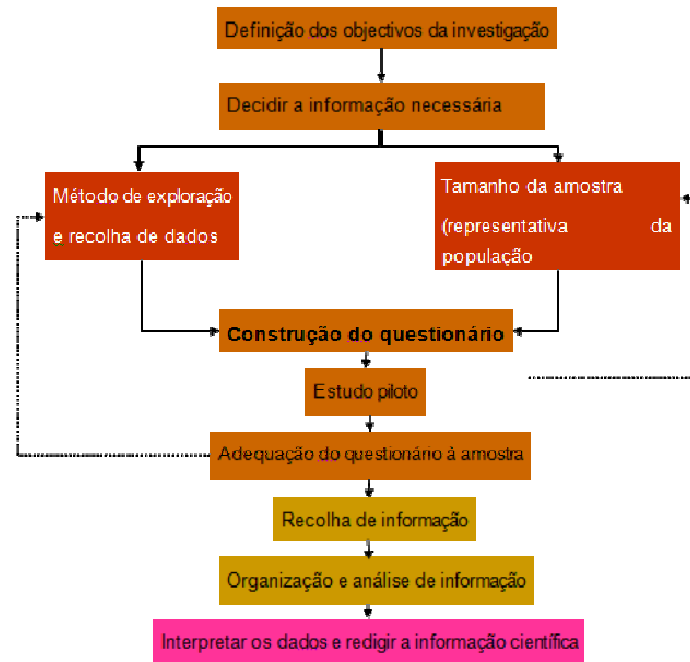 Definição dos objectivos da investigação
Decidir a informação necessária
Método de exploração
e recolha de dados
Tamanho da amostra
(representativa da
população
Construção do questionário
Estudo piloto
Adequação do questionário à amostra
Recolha de informação
Organização e análise de informação
Interpretar os dados e redigir a informação científica